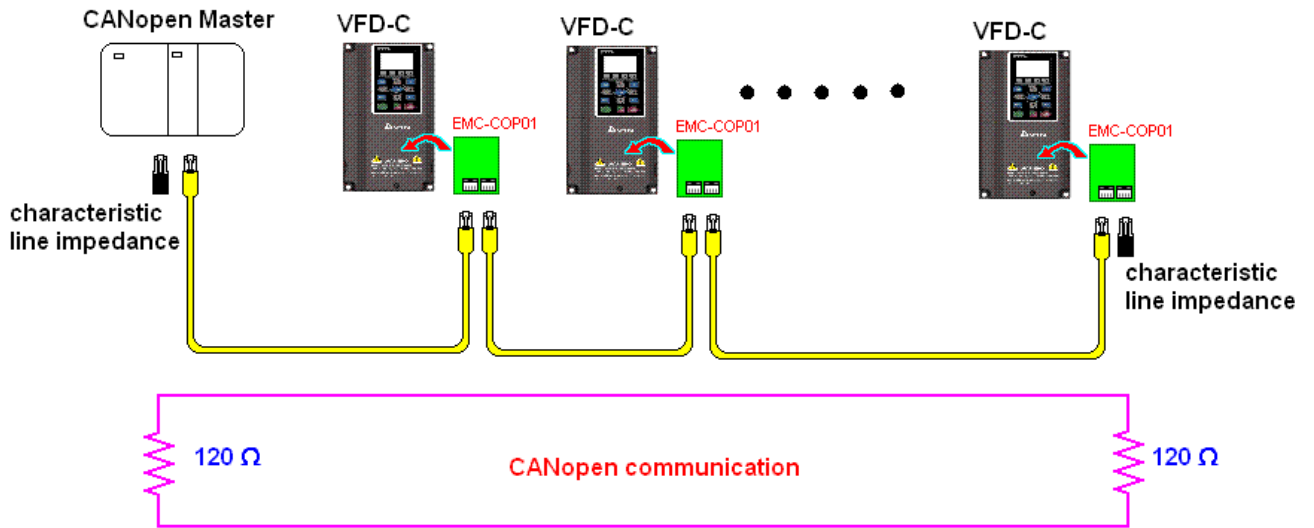 CANopen Master
VFD-C
VFD-C
VFD-C
EMC-COP01
EMC-COP01
EMC-COP01
characteristic
line impedance
characteristic
line impedance
120 Ω
CANopen communication
120 Ω